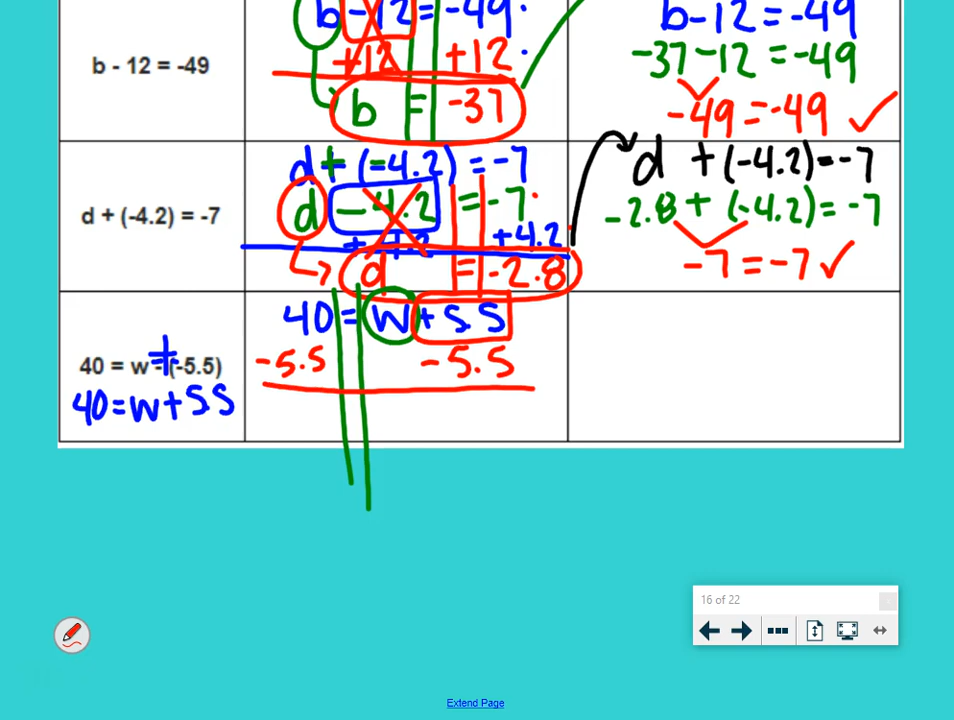 b - 12 = -49
b -12 = -49
+12 +12
b = -37
b-12 = -49
-37 -12 = -49
-49 = -49 ✓
d + (-4.2) = -7
d + (-4.2) = -7
d - 4.2 = -7
+ 4.2 +4.2
d = -2.8
d + (-4.2) = -7
-2.8 + (-4.2) = -7
-7 = -7 ✓
40 = w - (-5.5)
40 = w + 5.5
40 = w + 5.5
-5.5 -5.5
16 of 22
Extend Page